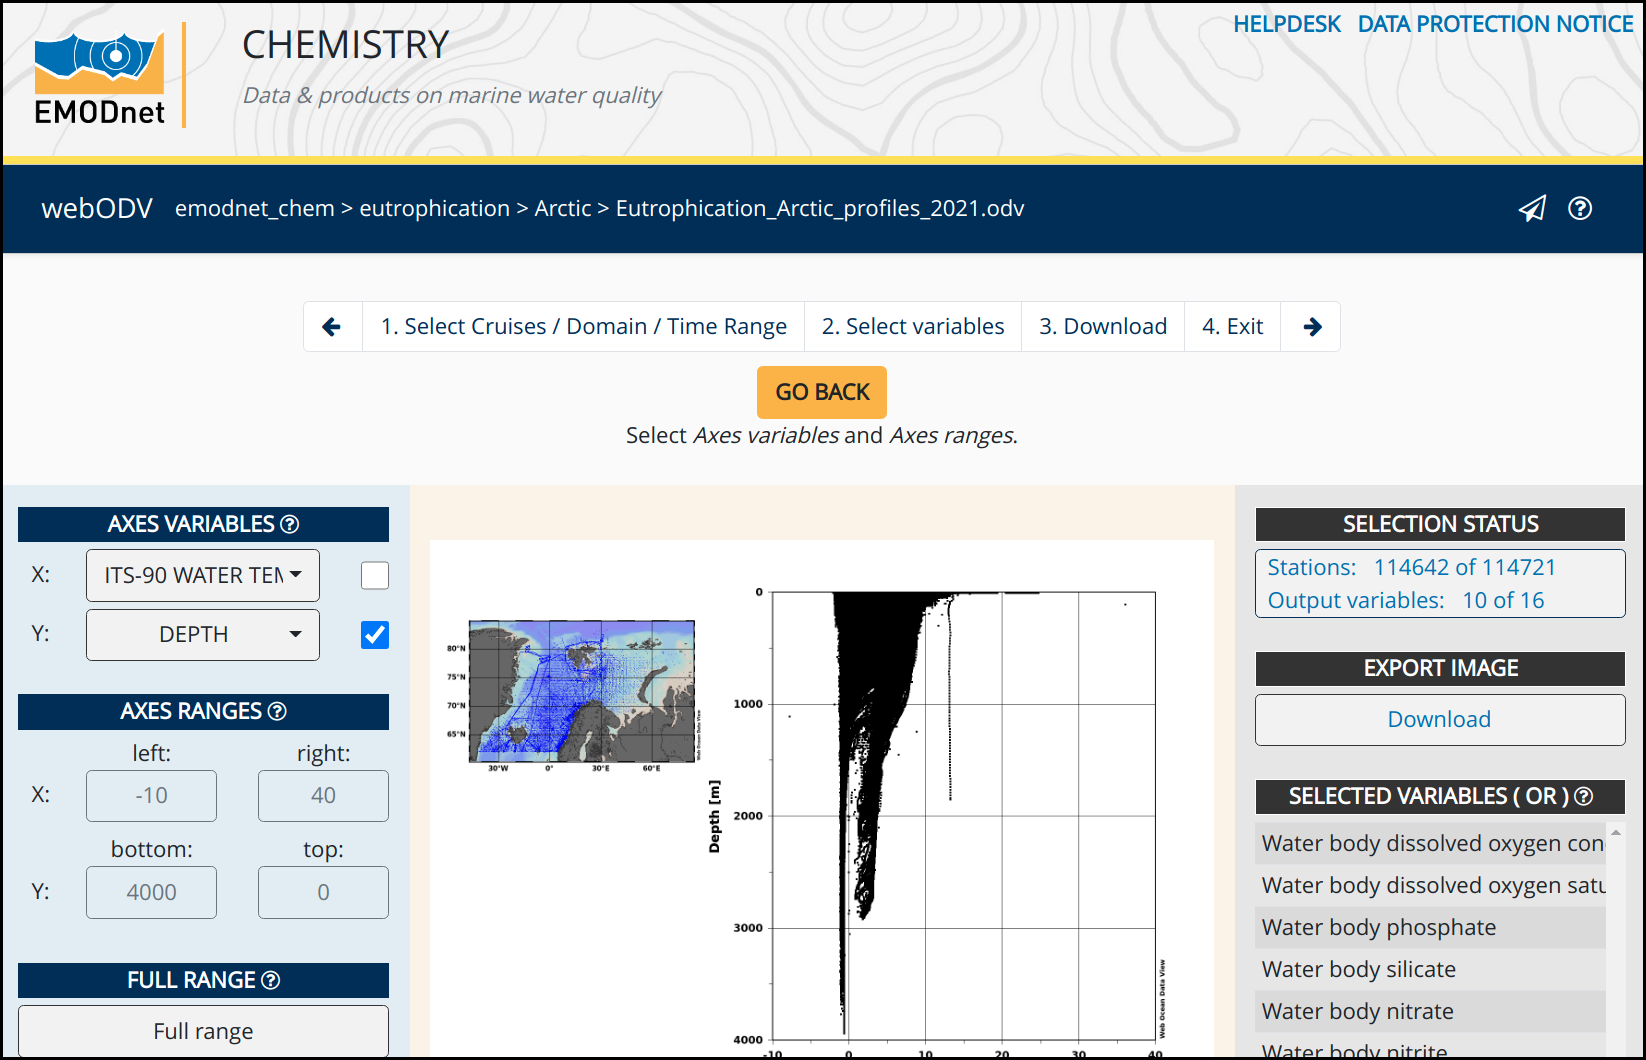 HELPDESK DATA PROTECTION NOTICE
EMODnet
CHEMISTRY
Data & products on marine water quality
webODV emodnet_chem > eutrophication > Arctic > Eutrophication_Arctic_profiles_2021.odv
1. Select Cruises / Domain / Time Range 2. Select variables 3. Download 4. Exit
GO BACK
Select Axes variables and Axes ranges.
AXES VARIABLES
X: ITS-90 WATER TEM
Y: DEPTH
AXES RANGES
left: right:
X: -10 40
bottom: top:
Y: 4000 0
FULL RANGE
Full range
80°N
75°N
70°N
65°N
30°W 0° 30°E 60°E
Web Ocean Data View
Depth [m]
0
1000
2000
3000
4000
-10 0 10 20 30 40
Web Ocean Data View
SELECTION STATUS
Stations: 114642 of 114721
Output variables: 10 of 16
EXPORT IMAGE
Download
SELECTED VARIABLES ( OR )
Water body dissolved oxygen con
Water body dissolved oxygen satu
Water body phosphate
Water body silicate
Water body nitrate
Water body nitrite